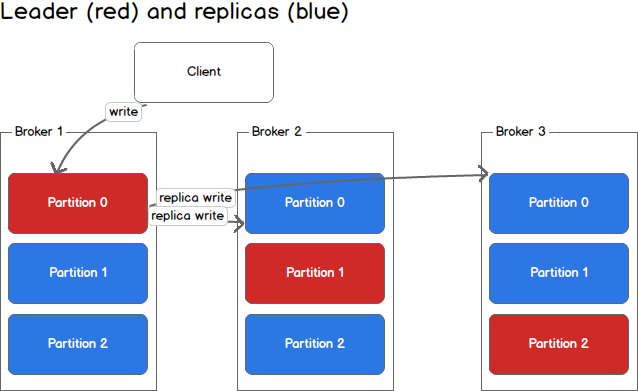 Leader (red) and replicas (blue)
Client
write
Broker 1
Broker 2
Broker 3
Partition 0
replica write
replica write
Partition 0
Partition 0
Partition 1
Partition 1
Partition 1
Partition 2
Partition 2
Partition 2